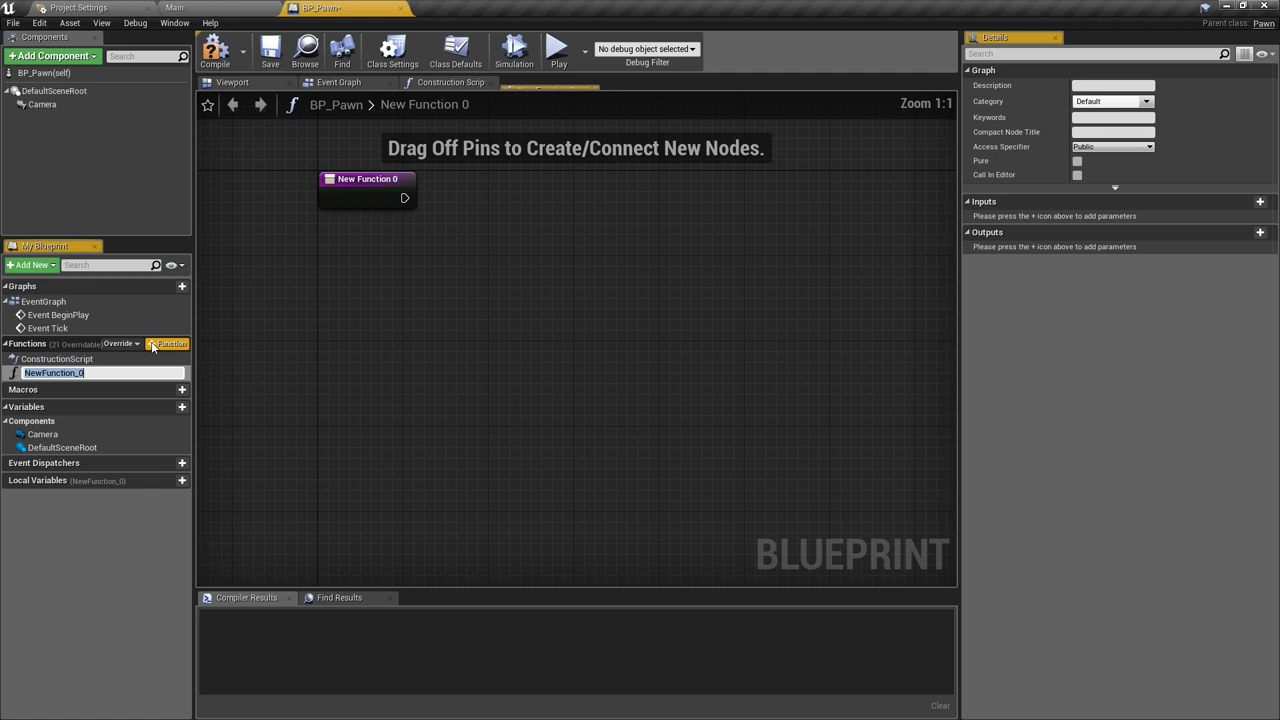 Project Settings
Main
BP_Pawn*
File Edit Asset View Debug Window Help
Parent class: Pawn
Components
+ Add Component
Search
BP_Pawn(self)
DefaultSceneRoot
Camera
Compile
Save
Browse
Find
Class Settings
Class Defaults
Simulation
Play
No debug object selected
Debug Filter
Viewport
Event Graph
Construction Scrip
BP_Pawn > New Function 0
Zoom 1:1
Drag Off Pins to Create/Connect New Nodes.
New Function 0
BLUEPRINT
My Blueprint
+ Add New
Search
Graphs
EventGraph
Event BeginPlay
Event Tick
Functions (21 Overridable) Override
Function
ConstructionScript
NewFunction_0
Macros
Variables
Components
Camera
DefaultSceneRoot
Event Dispatchers
Local Variables (NewFunction_0)
Compiler Results
Find Results
Clear
Details
Search
Graph
Description
Category Default
Keywords
Compact Node Title
Access Specifier Public
Pure
Call In Editor
Inputs
Please press the + icon above to add parameters
Outputs
Please press the + icon above to add parameters